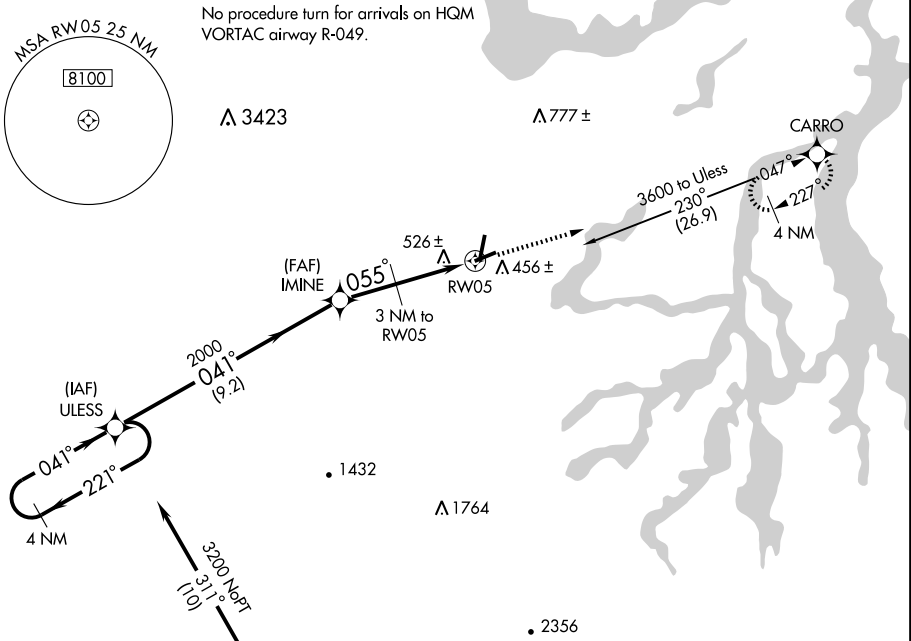 No procedure turn for arrivals on HQM
VORTAC airway R-049.
MSA RW05 25 NM
8100
3423
777 ±
CARRO
3600 to Uless
230°
(26.9)
047°
227°
4 NM
526 ±
456 ±
RW05
(FAF)
IMINE
055°
3 NM to
RW05
2000
041°
(9.2)
(IAF)
ULESS
041°
221°
4 NM
1432
1764
3200 NoPT
311°
(10)
2356